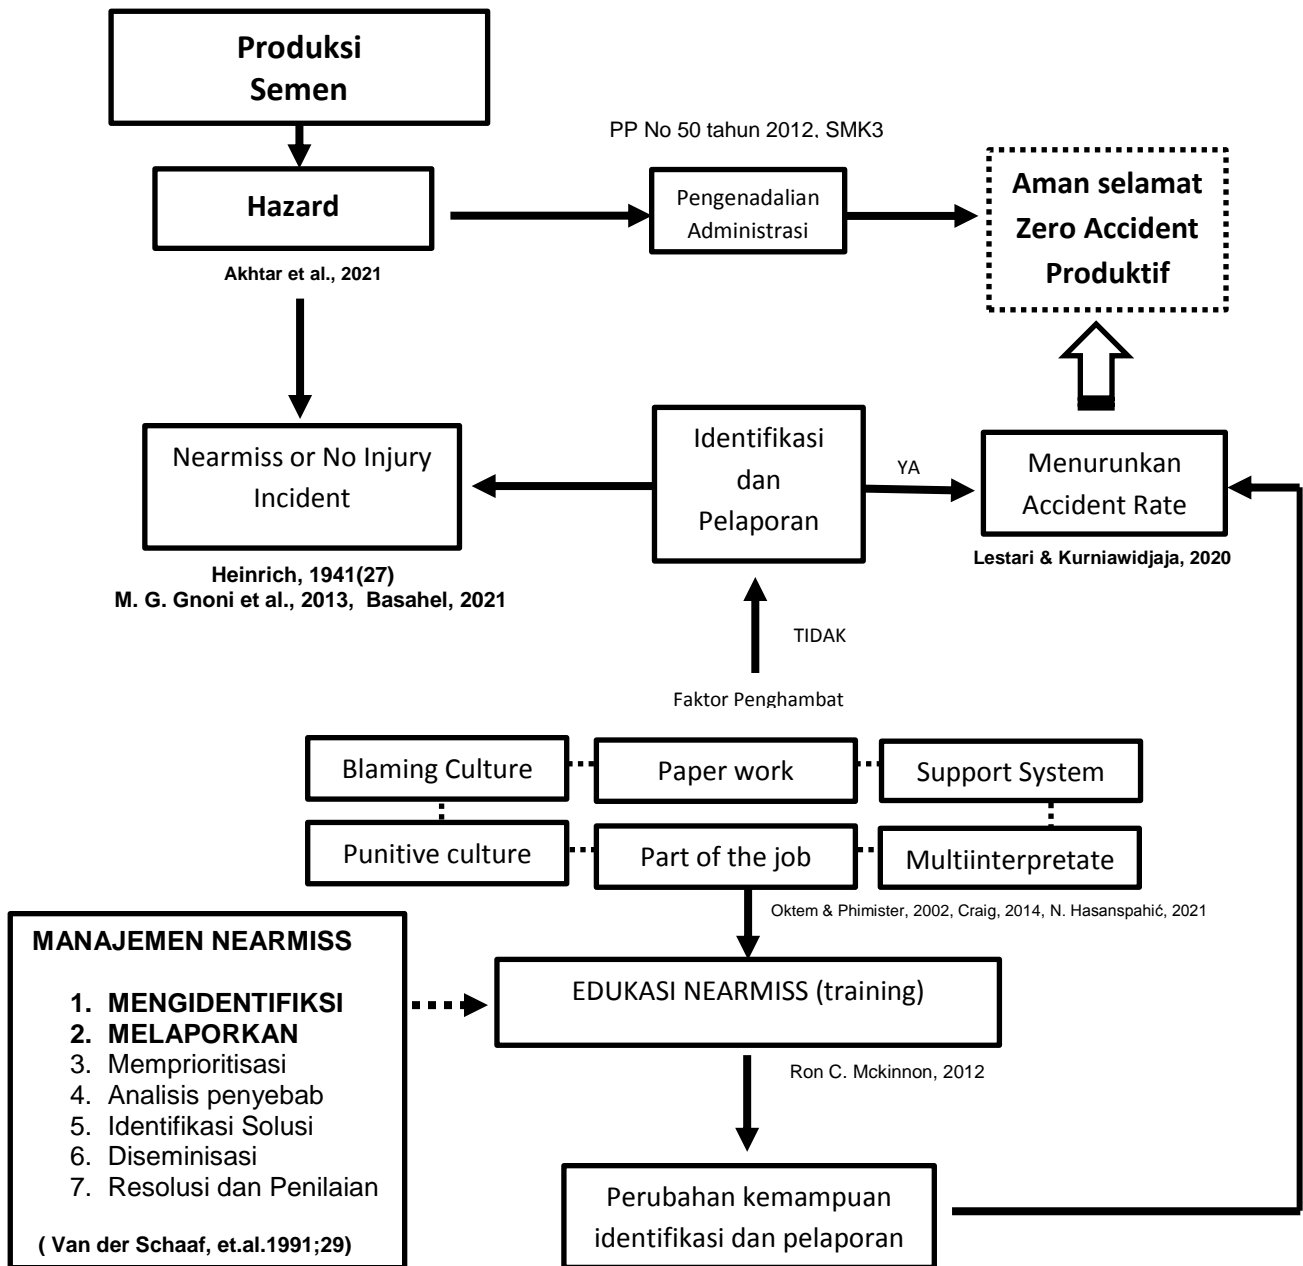 Produksi
Semen
PP No 50 tahun 2012, SMK3
Hazard
Pengenadalian
Administrasi
Aman selamat
Zero Accident
Produktif
Akhtar et al., 2021
Nearmiss or No Injury
Incident
Identifikasi
dan
Pelaporan
YA
Menurunkan
Accident Rate
Heinrich, 1941(27)
M. G. Gnoni et al., 2013, Basahel, 2021
Lestari & Kurniawidjaja, 2020
TIDAK
Faktor Penghambat
Blaming Culture
Paper work
Support System
Punitive culture
Part of the job
Multiinterpretate
Oktem & Phimister, 2002, Craig, 2014, N. Hasanspahić, 2021
MANAJEMEN NEARMISS
1. MENGIDENTIFIKSI
2. MELAPORKAN
3. Memprioritisasi
4. Analisis penyebab
5. Identifikasi Solusi
6. Diseminisasi
7. Resolusi dan Penilaian
( Van der Schaaf, et.al.1991;29)
EDUKASI NEARMISS (training)
Ron C. Mckinnon, 2012
Perubahan kemampuan
identifikasi dan pelaporan